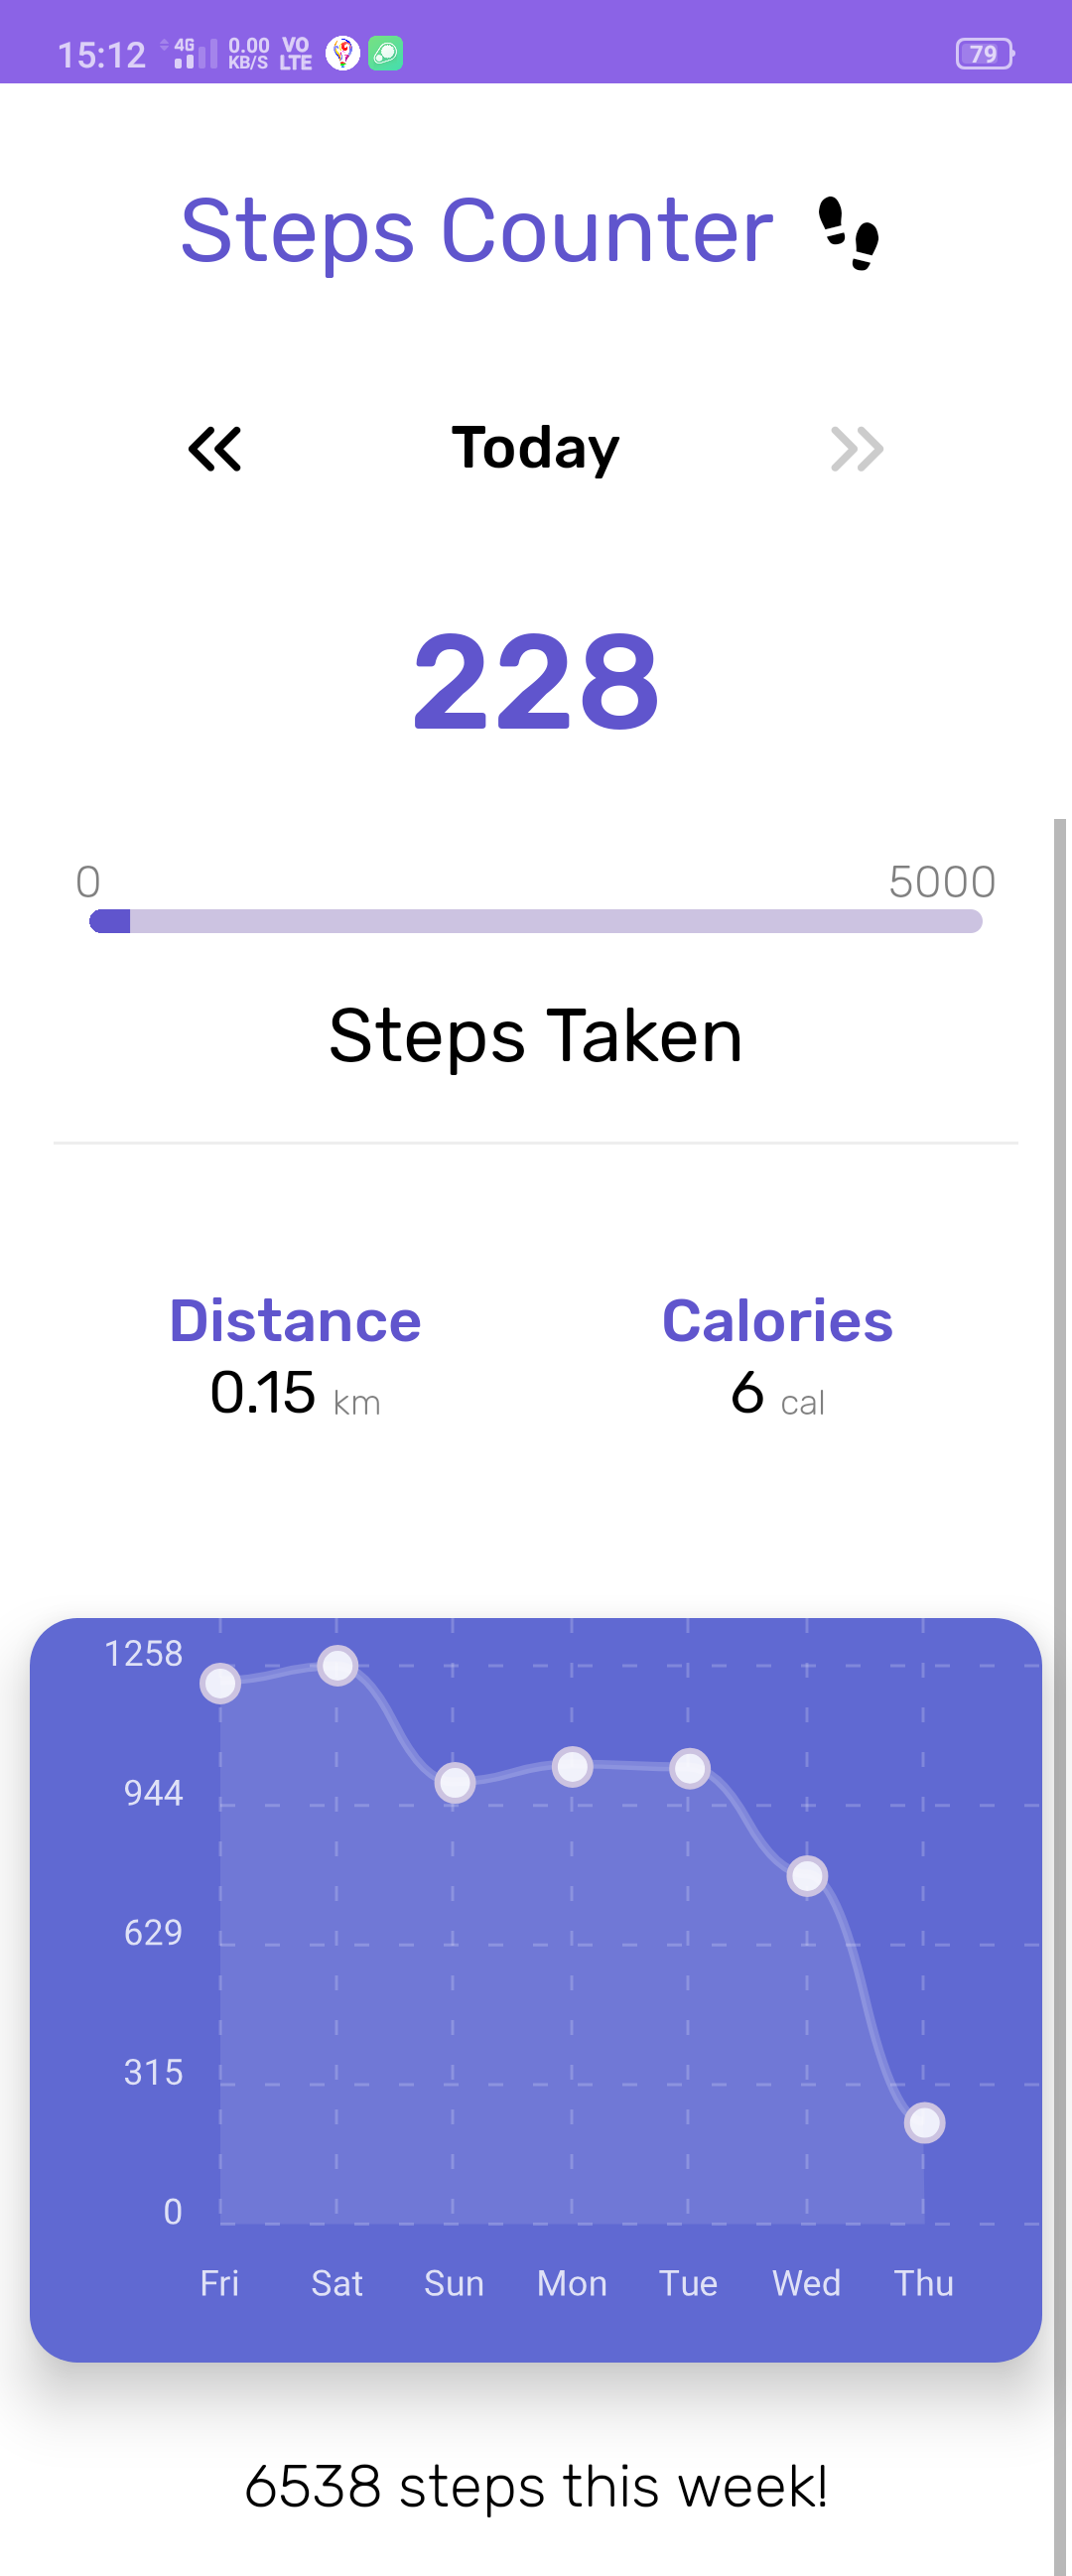 15:12 4G 0.00 KB/S VO LTE 79
Steps Counter
Today
228
0 5000
Steps Taken
Distance Calories
0.15 km 6 cal
1258
944
629
315
0
Fri Sat Sun Mon Tue Wed Thu
6538 steps this week!